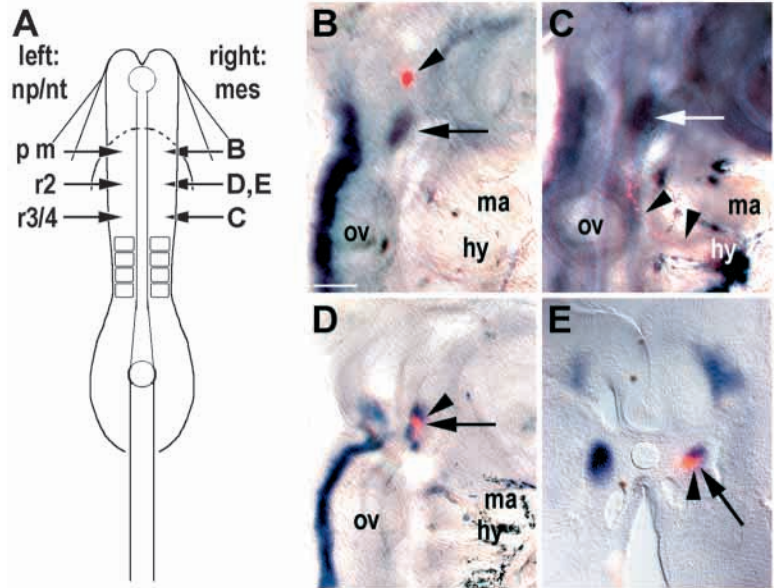 A
left: right:
np/nt mes
p m B
r2 D,E
r3/4 C
B
ov
ma
hy
C
ov
ma
hy
D
ov
ma
hy
E